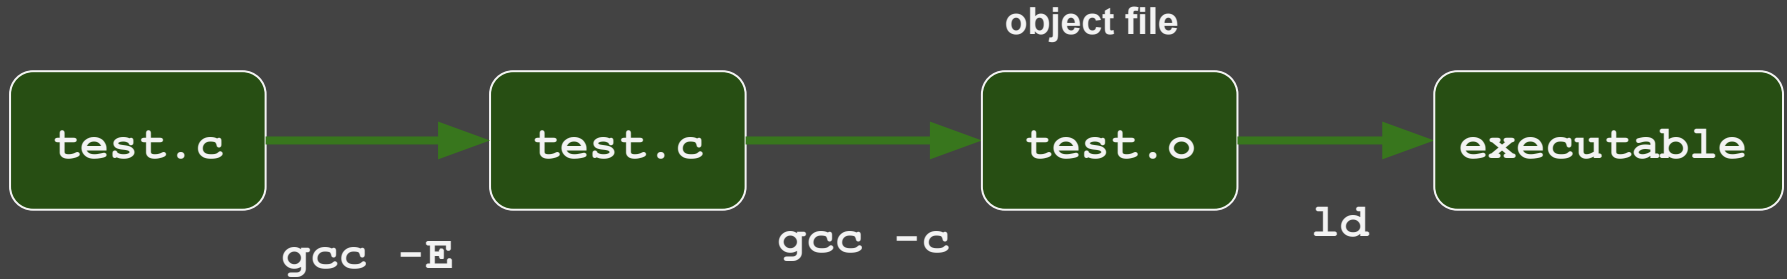 object file
test.c
test.c
test.o
executable
gcc -E
gcc -c
ld